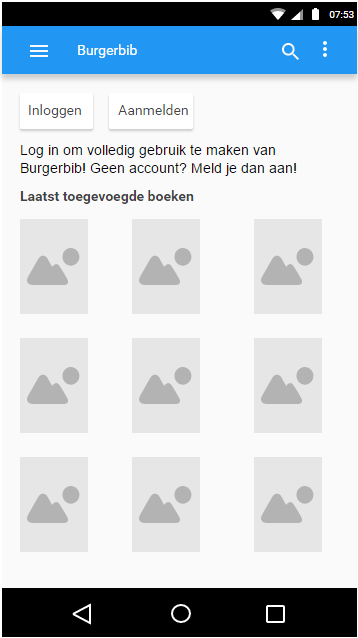 07:53
Burgerbib
Inloggen Aanmelden
Log in om volledig gebruik te maken van
Burgerbib! Geen account? Meld je dan aan!
Laatst toegevoegde boeken